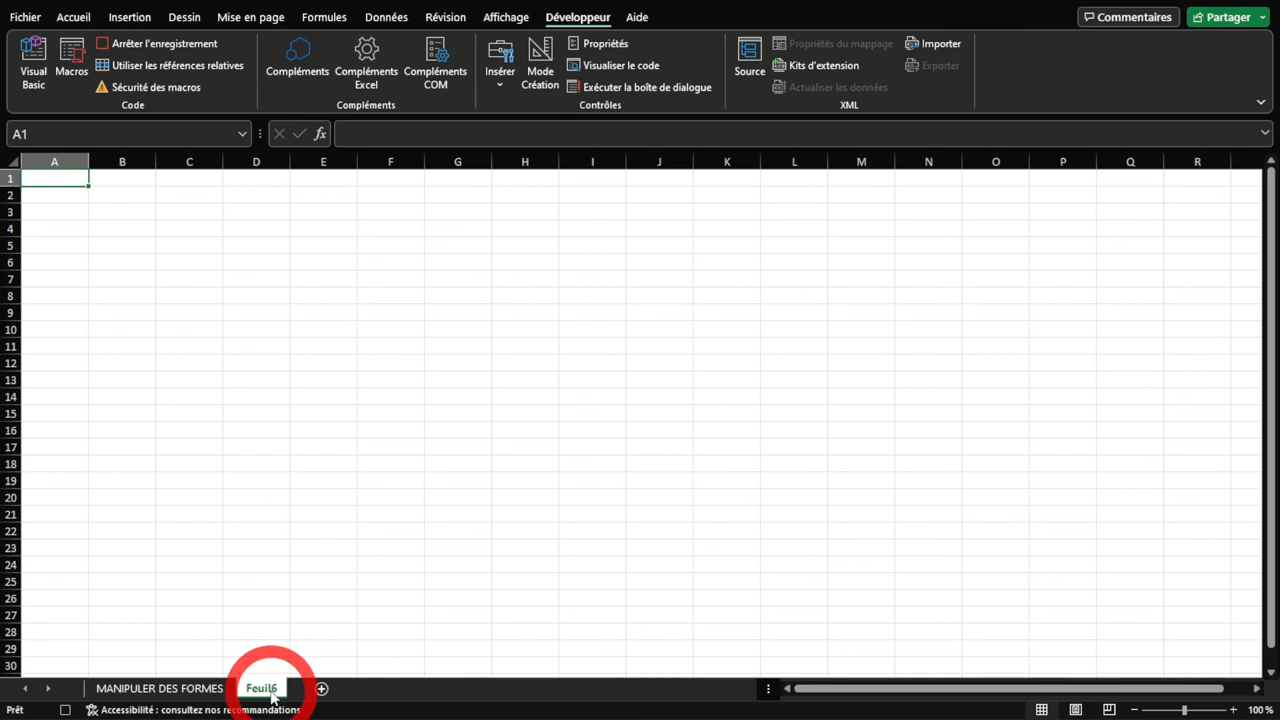 Fichier Accueil Insertion Dessin Mise en page Formules Données Révision Affichage Développeur Aide Commentaires Partager
Visual Basic
Macros
Arrêter l'enregistrement
Utiliser les références relatives
Sécurité des macros
Code
Compléments
Compléments Excel
Compléments COM
Compléments
Insérer
Mode Création
Propriétés
Visualiser le code
Exécuter la boîte de dialogue
Contrôles
Source
Propriétés du mappage
Kits d'extension
Actualiser les données
Importer
Exporter
XML
A1
fx
A B C D E F G H I J K L M N O P Q R
1
2
3
4
5
6
7
8
9
10
11
12
13
14
15
16
17
18
19
20
21
22
23
24
25
26
27
28
29
30
MANIPULER DES FORMES Feuil6
Prêt Accessibilité : consultez nos recommandations 100 %